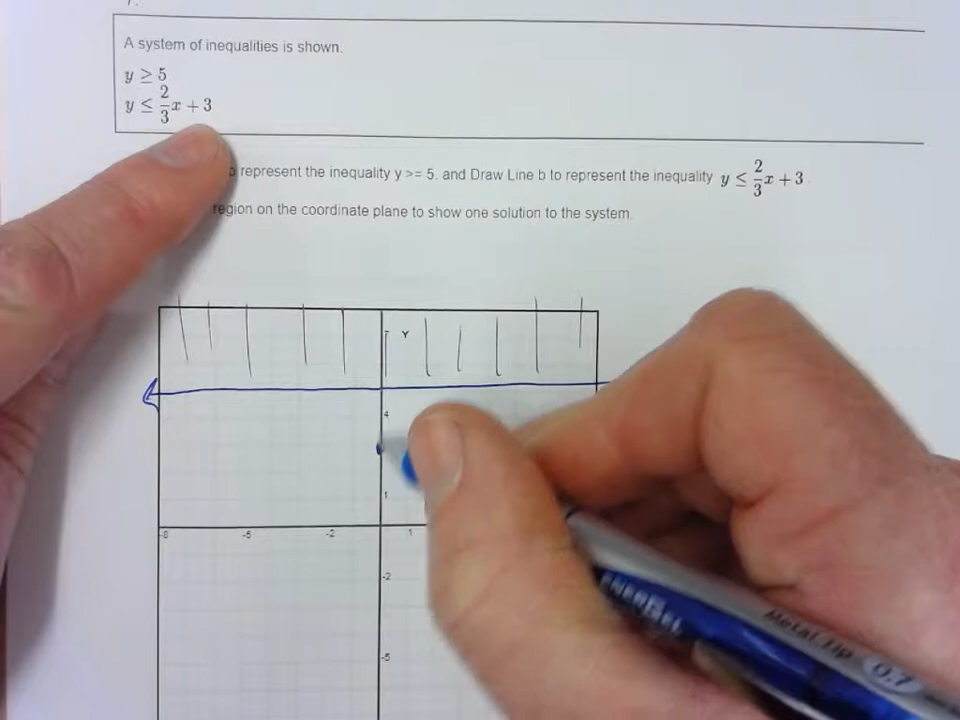 A system of inequalities is shown.
y ≥ 5
y ≤ 2/3 x + 3
represent the inequality y >= 5. and Draw Line b to represent the inequality y ≤ 2/3 x + 3
region on the coordinate plane to show one solution to the system.
Y
4
1
-8 -5 -2 1
-2
-5
Metal Tip 0.7